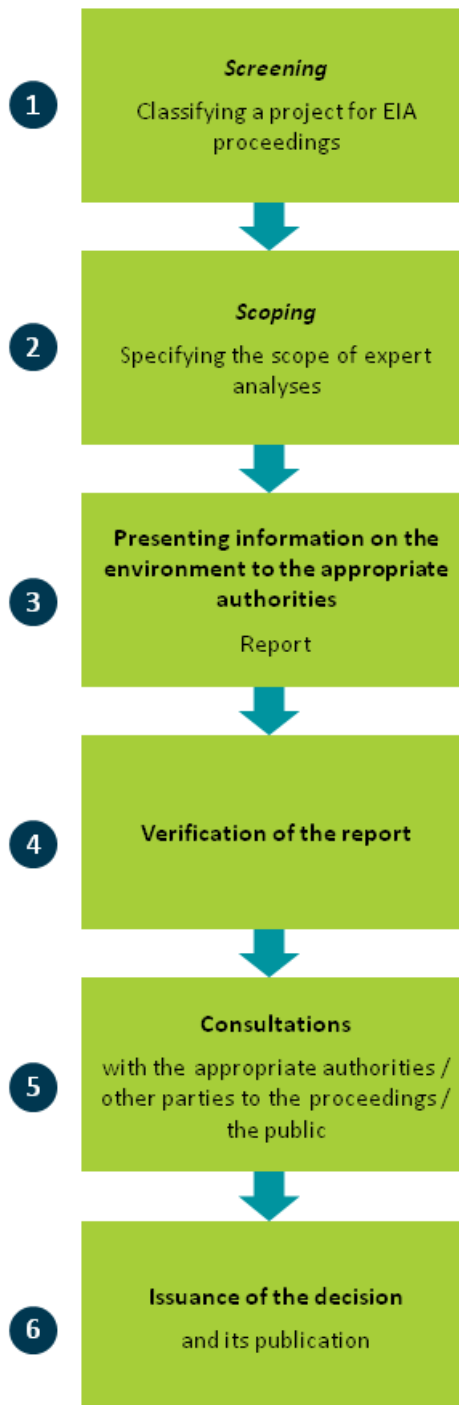 1
Screening
Classifying a project for EIA
proceedings
2
Scoping
Specifying the scope of expert
analyses
3
Presenting information on the
environment to the appropriate
authorities
Report
4
Verification of the report
5
Consultations
with the appropriate authorities /
other parties to the proceedings /
the public
6
Issuance of the decision
and its publication